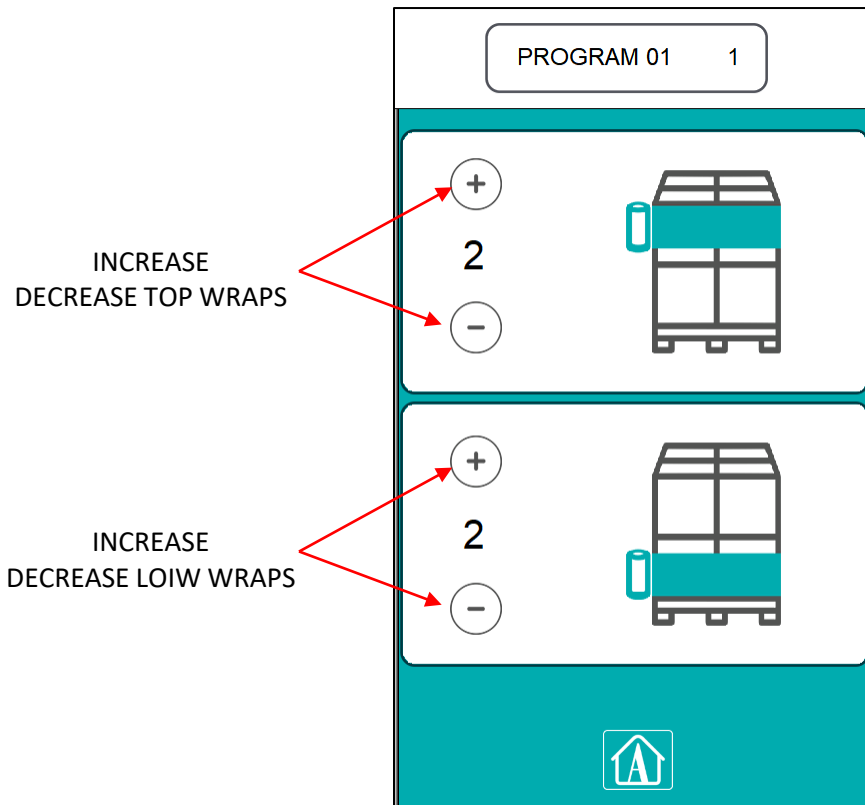 PROGRAM 01 1
+
INCREASE
DECREASE TOP WRAPS
2
−
+
INCREASE
DECREASE LOIW WRAPS
2
−
A